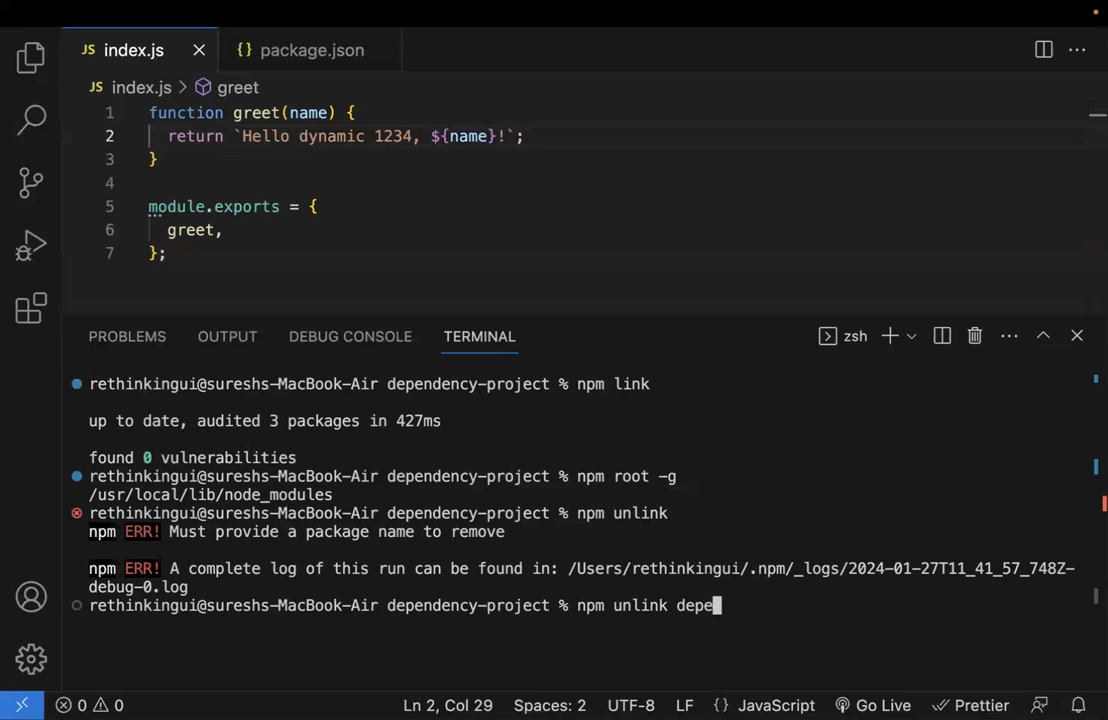 index.js
package.json
index.js > greet
1 function greet(name) {
2 return `Hello dynamic 1234, ${name}!`;
3 }
4
5 module.exports = {
6 greet,
7 };
PROBLEMS OUTPUT DEBUG CONSOLE TERMINAL zsh
rethinkingui@sureshs-MacBook-Air dependency-project % npm link
up to date, audited 3 packages in 427ms
found 0 vulnerabilities
rethinkingui@sureshs-MacBook-Air dependency-project % npm root -g
/usr/local/lib/node_modules
rethinkingui@sureshs-MacBook-Air dependency-project % npm unlink
npm ERR! Must provide a package name to remove
npm ERR! A complete log of this run can be found in: /Users/rethinkingui/.npm/_logs/2024-01-27T11_41_57_748Z-
debug-0.log
rethinkingui@sureshs-MacBook-Air dependency-project % npm unlink depe
0 0 Ln 2, Col 29 Spaces: 2 UTF-8 LF {} JavaScript Go Live Prettier